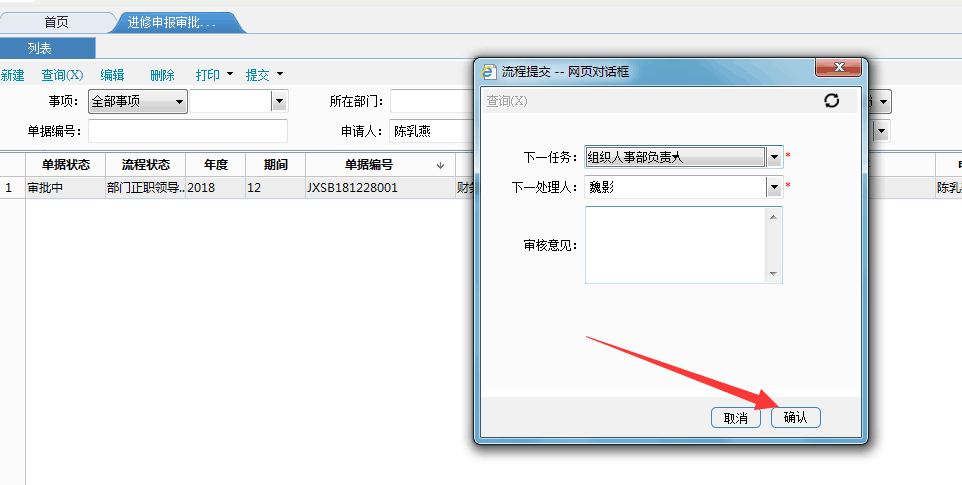 首页
进修申报审批...
列表
新建 查询(X) 编辑 删除 打印 提交
事项： 全部事项 所在部门：
单据编号： 申请人： 陈乳燕
单据状态 流程状态 年度 期间 单据编号
1 审批中 部门正职领导.. 2018 12 JXSB181228001 财务 陈乳
流程提交 -- 网页对话框
查询(X)
下一任务： 组织人事部负责人 *
下一处理人： 魏影 *
审核意见：
取消 确认